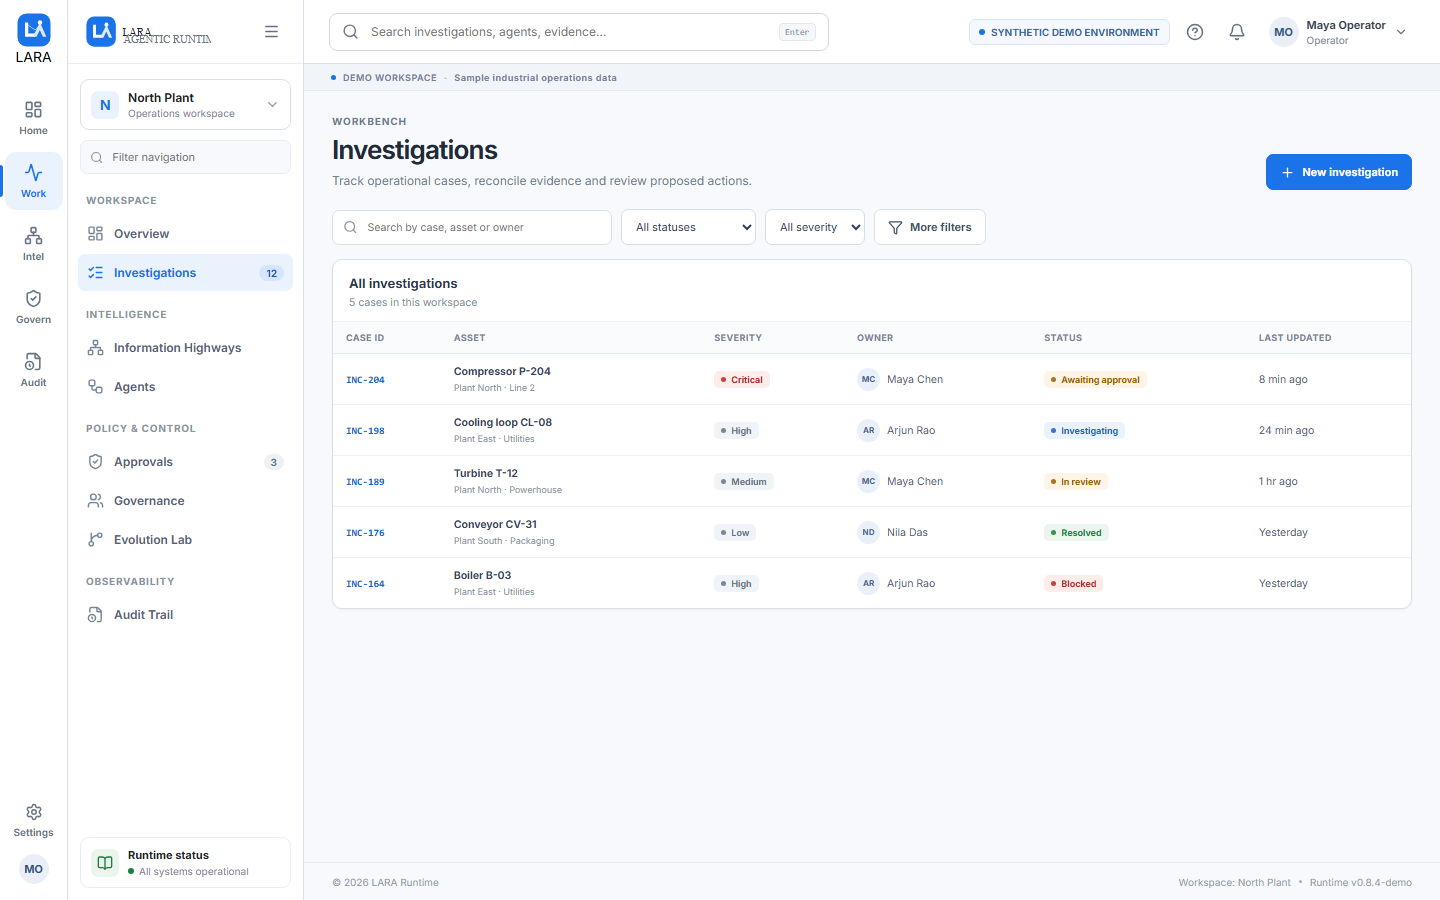 LARA
Home
Work
Intel
Govern
Audit
Settings
MO
LARA
AGENTIC RUNTIM
North Plant
Operations workspace
N
Filter navigation
WORKSPACE
Overview
Investigations 12
INTELLIGENCE
Information Highways
Agents
POLICY & CONTROL
Approvals 3
Governance
Evolution Lab
OBSERVABILITY
Audit Trail
Runtime status
All systems operational
Search investigations, agents, evidence... Enter
SYNTHETIC DEMO ENVIRONMENT
MO
Maya Operator
Operator
DEMO WORKSPACE · Sample industrial operations data
WORKBENCH
Investigations
Track operational cases, reconcile evidence and review proposed actions.
New investigation
Search by case, asset or owner
All statuses
All severity
More filters
All investigations
5 cases in this workspace
CASE ID ASSET SEVERITY OWNER STATUS LAST UPDATED
INC-204 Compressor P-204 Critical MC Maya Chen Awaiting approval 8 min ago
Plant North · Line 2
INC-198 Cooling loop CL-08 High AR Arjun Rao Investigating 24 min ago
Plant East · Utilities
INC-189 Turbine T-12 Medium MC Maya Chen In review 1 hr ago
Plant North · Powerhouse
INC-176 Conveyor CV-31 Low ND Nila Das Resolved Yesterday
Plant South · Packaging
INC-164 Boiler B-03 High AR Arjun Rao Blocked Yesterday
Plant East · Utilities
© 2026 LARA Runtime
Workspace: North Plant • Runtime v0.8.4-demo